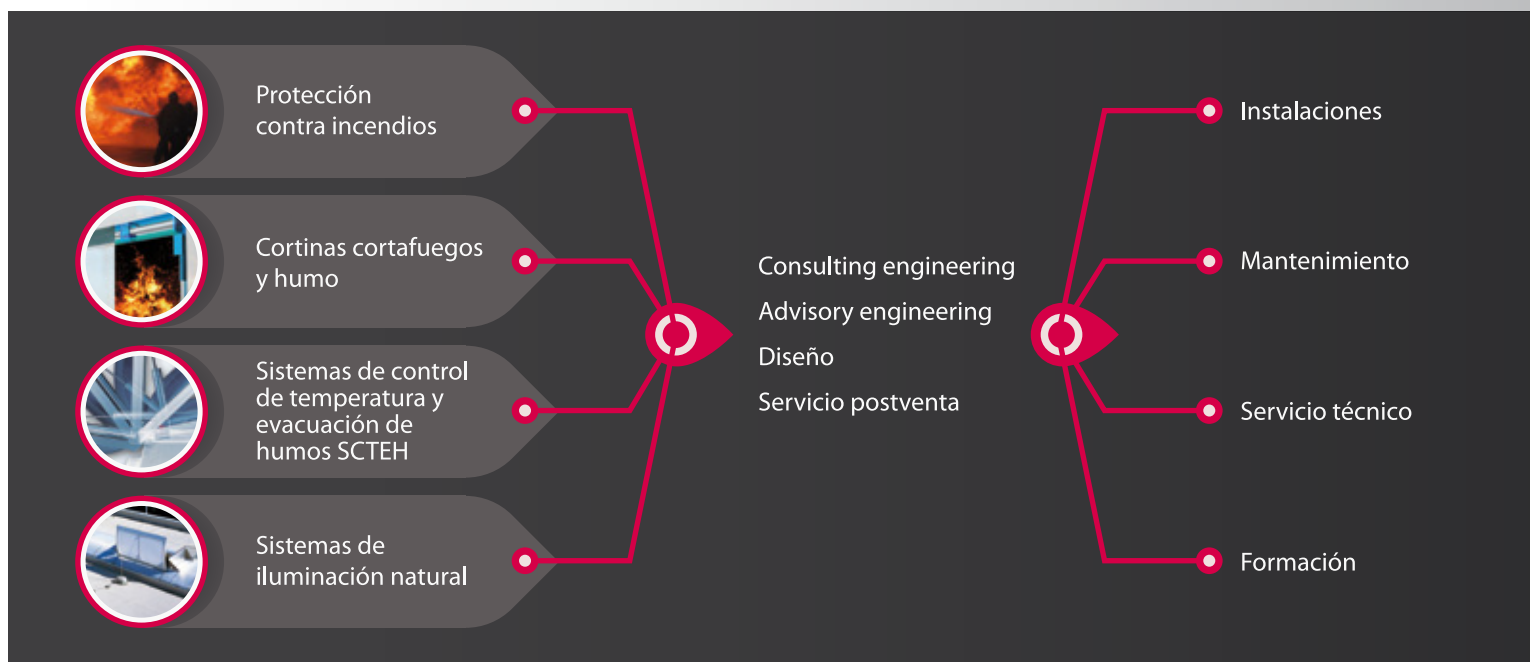 Protección
contra incendios
Cortinas cortafuegos
y humo
Sistemas de control
de temperatura y
evacuación de
humos SCTEH
Sistemas de
iluminación natural
Consulting engineering
Advisory engineering
Diseño
Servicio postventa
Instalaciones
Mantenimiento
Servicio técnico
Formación